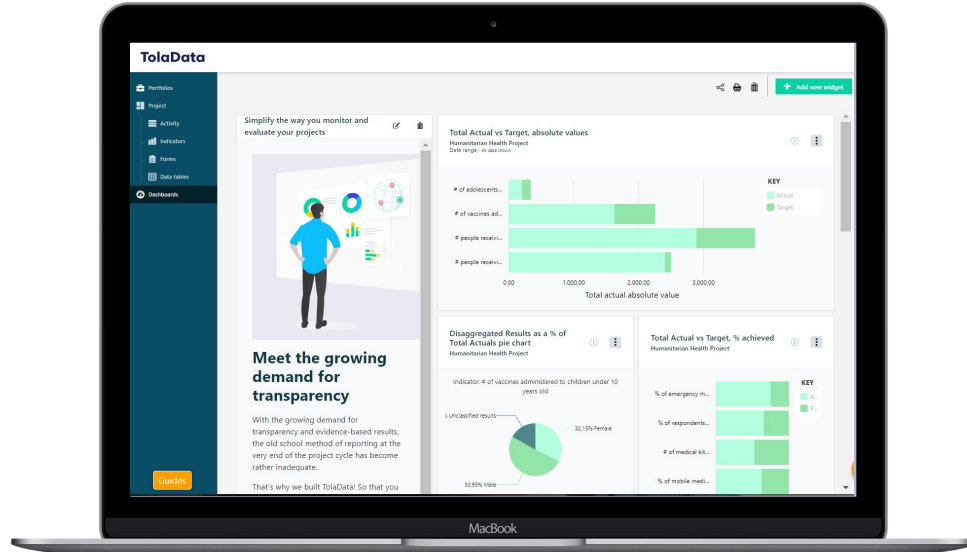 TolaData
Portfolios
Project
Activity
Indicators
Forms
Data tables
Dashboards
Guides
+ Add new widget
Simplify the way you monitor and
evaluate your projects
Meet the growing
demand for
transparency
With the growing demand for
transparency and evidence-based results,
the old school method of reporting at the
very end of the project cycle has become
rather inadequate.
That's why we built TolaData! So that you
Total Actual vs Target, absolute values
Humanitarian Health Project
Date range - All data shown
KEY
Actual
Target
# of adolescents...
# of vaccines ad...
# people receivi...
# people receivi...
0,00 1.000,00 2.000,00 3.000,00
Total actual absolute value
Disaggregated Results as a % of
Total Actuals pie chart
Humanitarian Health Project
Indicator: # of vaccines administered to children under 10
years old
Unclassified results
32,15% Female
50,95% Male
Total Actual vs Target, % achieved
Humanitarian Health Project
KEY
A...
P...
% of emergency m...
% of respondents...
# of medical kit...
% of mobile medi...
MacBook